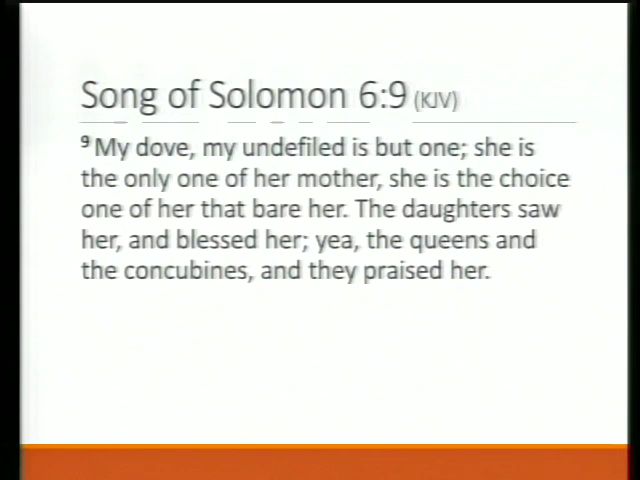 Song of Solomon 6:9 (KJV)
9 My dove, my undefiled is but one; she is
the only one of her mother, she is the choice
one of her that bare her. The daughters saw
her, and blessed her; yea, the queens and
the concubines, and they praised her.